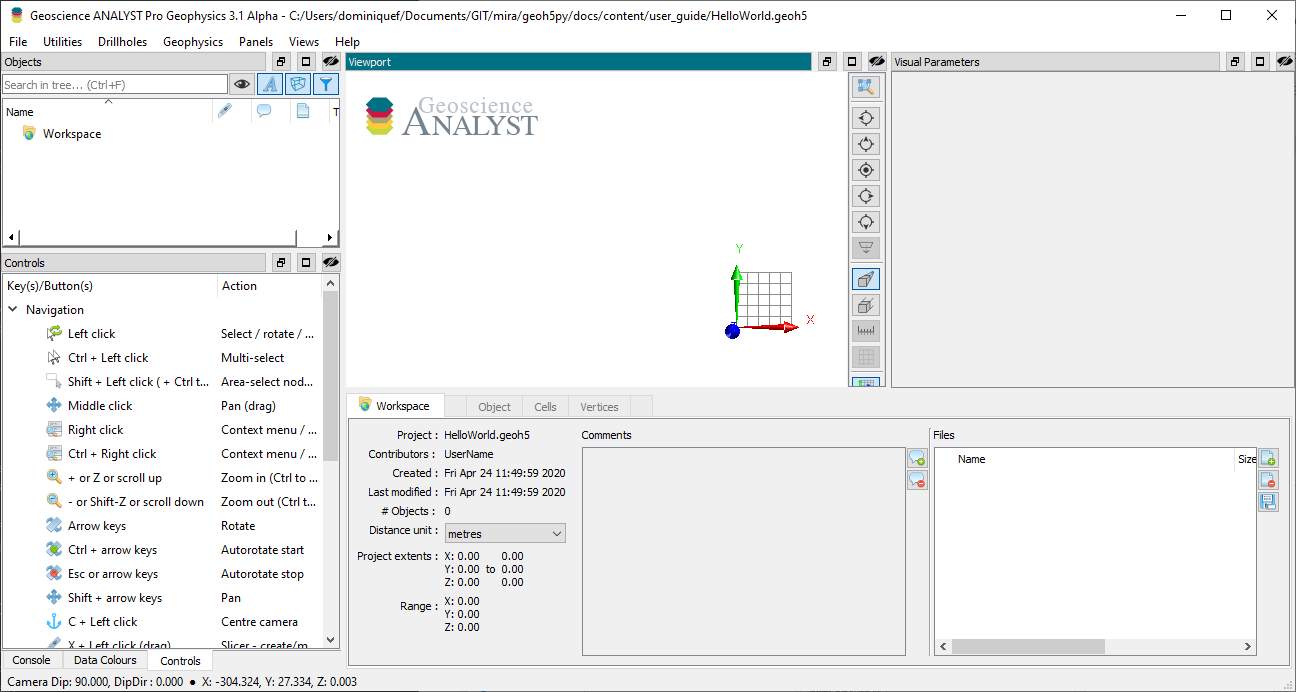 Geoscience ANALYST Pro Geophysics 3.1 Alpha - C:/Users/dominiquef/Documents/GIT/mira/geoh5py/docs/content/user_guide/HelloWorld.geoh5
File Utilities Drillholes Geophysics Panels Views Help
Objects
Search in tree... (Ctrl+F)
Name T
Workspace
Controls
Key(s)/Button(s) Action
Navigation
Left click Select / rotate / ...
Ctrl + Left click Multi-select
Shift + Left click ( + Ctrl t... Area-select nod...
Middle click Pan (drag)
Right click Context menu / ...
Ctrl + Right click Context menu / ...
+ or Z or scroll up Zoom in (Ctrl to ...
- or Shift-Z or scroll down Zoom out (Ctrl t...
Arrow keys Rotate
Ctrl + arrow keys Autorotate start
Esc or arrow keys Autorotate stop
Shift + arrow keys Pan
C + Left click Centre camera
X + Left click (drag) Slicer - create/m
Console Data Colours Controls
Viewport
Geoscience
ANALYST
Y
X
Z
Visual Parameters
Workspace Object Cells Vertices
Project : HelloWorld.geoh5
Contributors : UserName
Created : Fri Apr 24 11:49:59 2020
Last modified : Fri Apr 24 11:49:59 2020
# Objects : 0
Distance unit : metres
Project extents : X: 0.00 0.00
Y: 0.00 to 0.00
Z: 0.00 0.00
Range : X: 0.00
Y: 0.00
Z: 0.00
Comments
Files
Name Size
Camera Dip: 90.000, DipDir : 0.000 ● X: -304.324, Y: 27.334, Z: 0.003